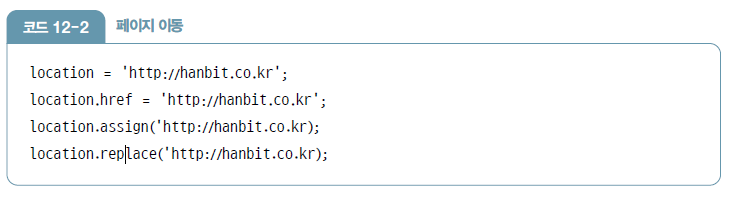 코드 12-2 페이지 이동
location = 'http://hanbit.co.kr';
location.href = 'http://hanbit.co.kr';
location.assign('http://hanbit.co.kr);
location.replace('http://hanbit.co.kr);